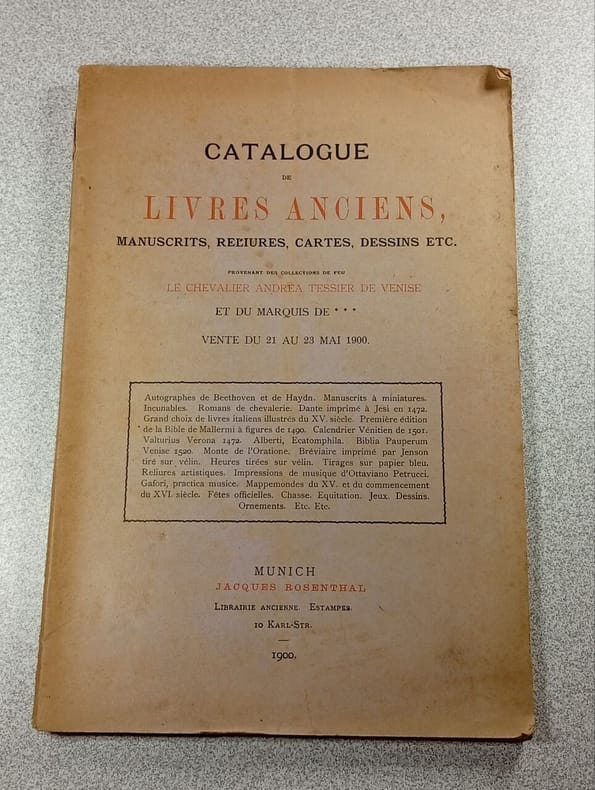 CATALOGUE
DE
LIVRES ANCIENS,
MANUSCRITS, RELIURES, CARTES, DESSINS ETC.
PROVENANT DES COLLECTIONS DE FEU
LE CHEVALIER ANDREA TESSIER DE VENISE
ET DU MARQUIS DE * * *
VENTE DU 21 AU 23 MAI 1900.
Autographes de Beethoven et de Haydn. Manuscrits à miniatures.
Incunables. Romans de chevalerie. Dante imprimé à Jesi en 1472.
Grand choix de livres italiens illustrés du XV. siècle. Première édition
de la Bible de Mallermi à figures de 1490. Calendrier Vénitien de 1501.
Valturius Verona 1472. Alberti, Ecatomphila. Biblia Pauperum
Venise 1520. Monte de l'Oratione. Bréviaire imprimé par Jenson
tiré sur vélin. Heures tirées sur vélin. Tirages sur papier bleu.
Reliures artistiques. Impressions de musique d'Ottaviano Petrucci.
Gafori, practica musice. Mappemondes du XV. et du commencement
du XVI. siècle. Fêtes officielles. Chasse. Equitation. Jeux. Dessins.
Ornements. Etc. Etc.
MUNICH
JACQUES ROSENTHAL
LIBRAIRIE ANCIENNE. ESTAMPES.
10 KARL-STR.
1900.